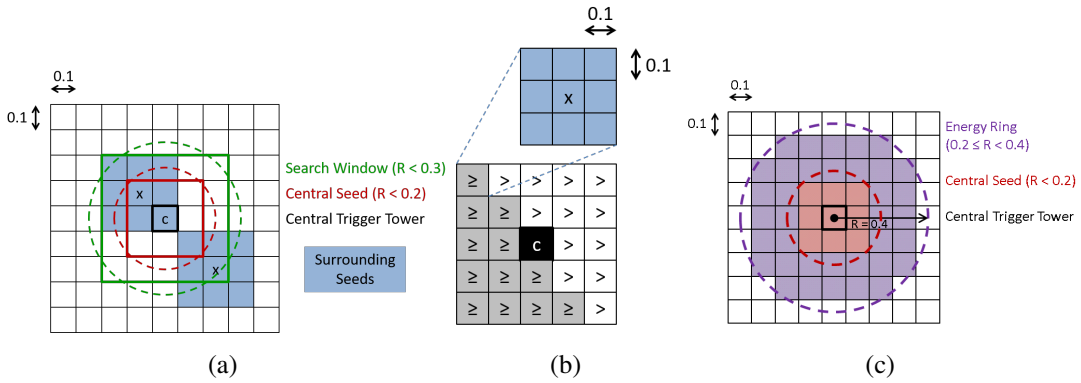 0.1
0.1
x
c
x
Search Window (R < 0.3)
Central Seed (R < 0.2)
Central Trigger Tower
Surrounding
Seeds
(a)
0.1
0.1
x
≥ > > > >
≥ ≥ > > >
≥ ≥ c > >
≥ ≥ ≥ > >
≥ ≥ ≥ ≥ >
(b)
0.1
0.1
Energy Ring
(0.2 ≤ R < 0.4)
Central Seed (R < 0.2)
Central Trigger Tower
R = 0.4
(c)